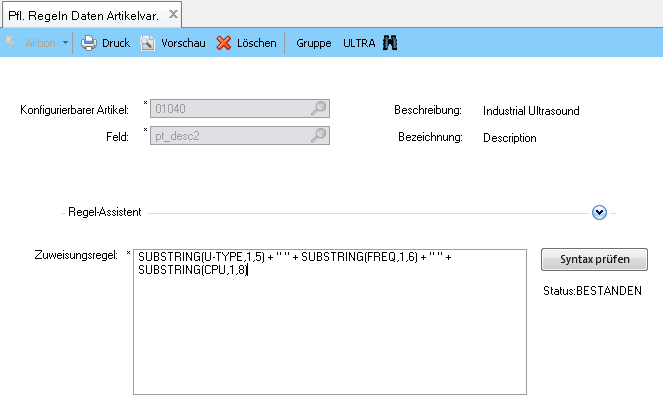 Pfl. Regeln Daten Artikelvar.
Aktion Druck Vorschau Löschen Gruppe ULTRA
Konfigurierbarer Artikel: * 01040 Beschreibung: Industrial Ultrasound
Feld: * pt_desc2 Bezeichnung: Description
Regel-Assistent
Zuweisungsregel: * SUBSTRING(U-TYPE,1,5) + " " + SUBSTRING(FREQ,1,6) + " " + Syntax prüfen
SUBSTRING(CPU,1,8)
Status:BESTANDEN